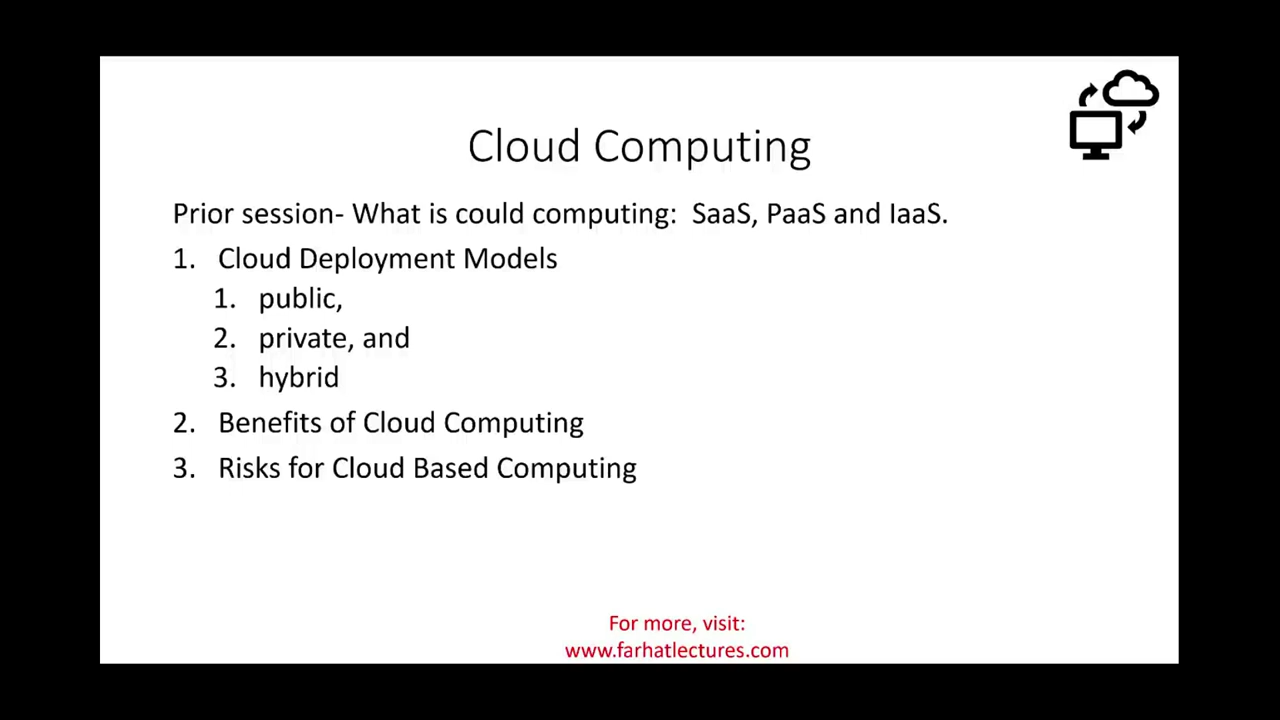 Cloud Computing
Prior session- What is could computing:  SaaS, PaaS and IaaS.
1. Cloud Deployment Models
1. public,
2. private, and
3. hybrid
2. Benefits of Cloud Computing
3. Risks for Cloud Based Computing
For more, visit:
www.farhatlectures.com